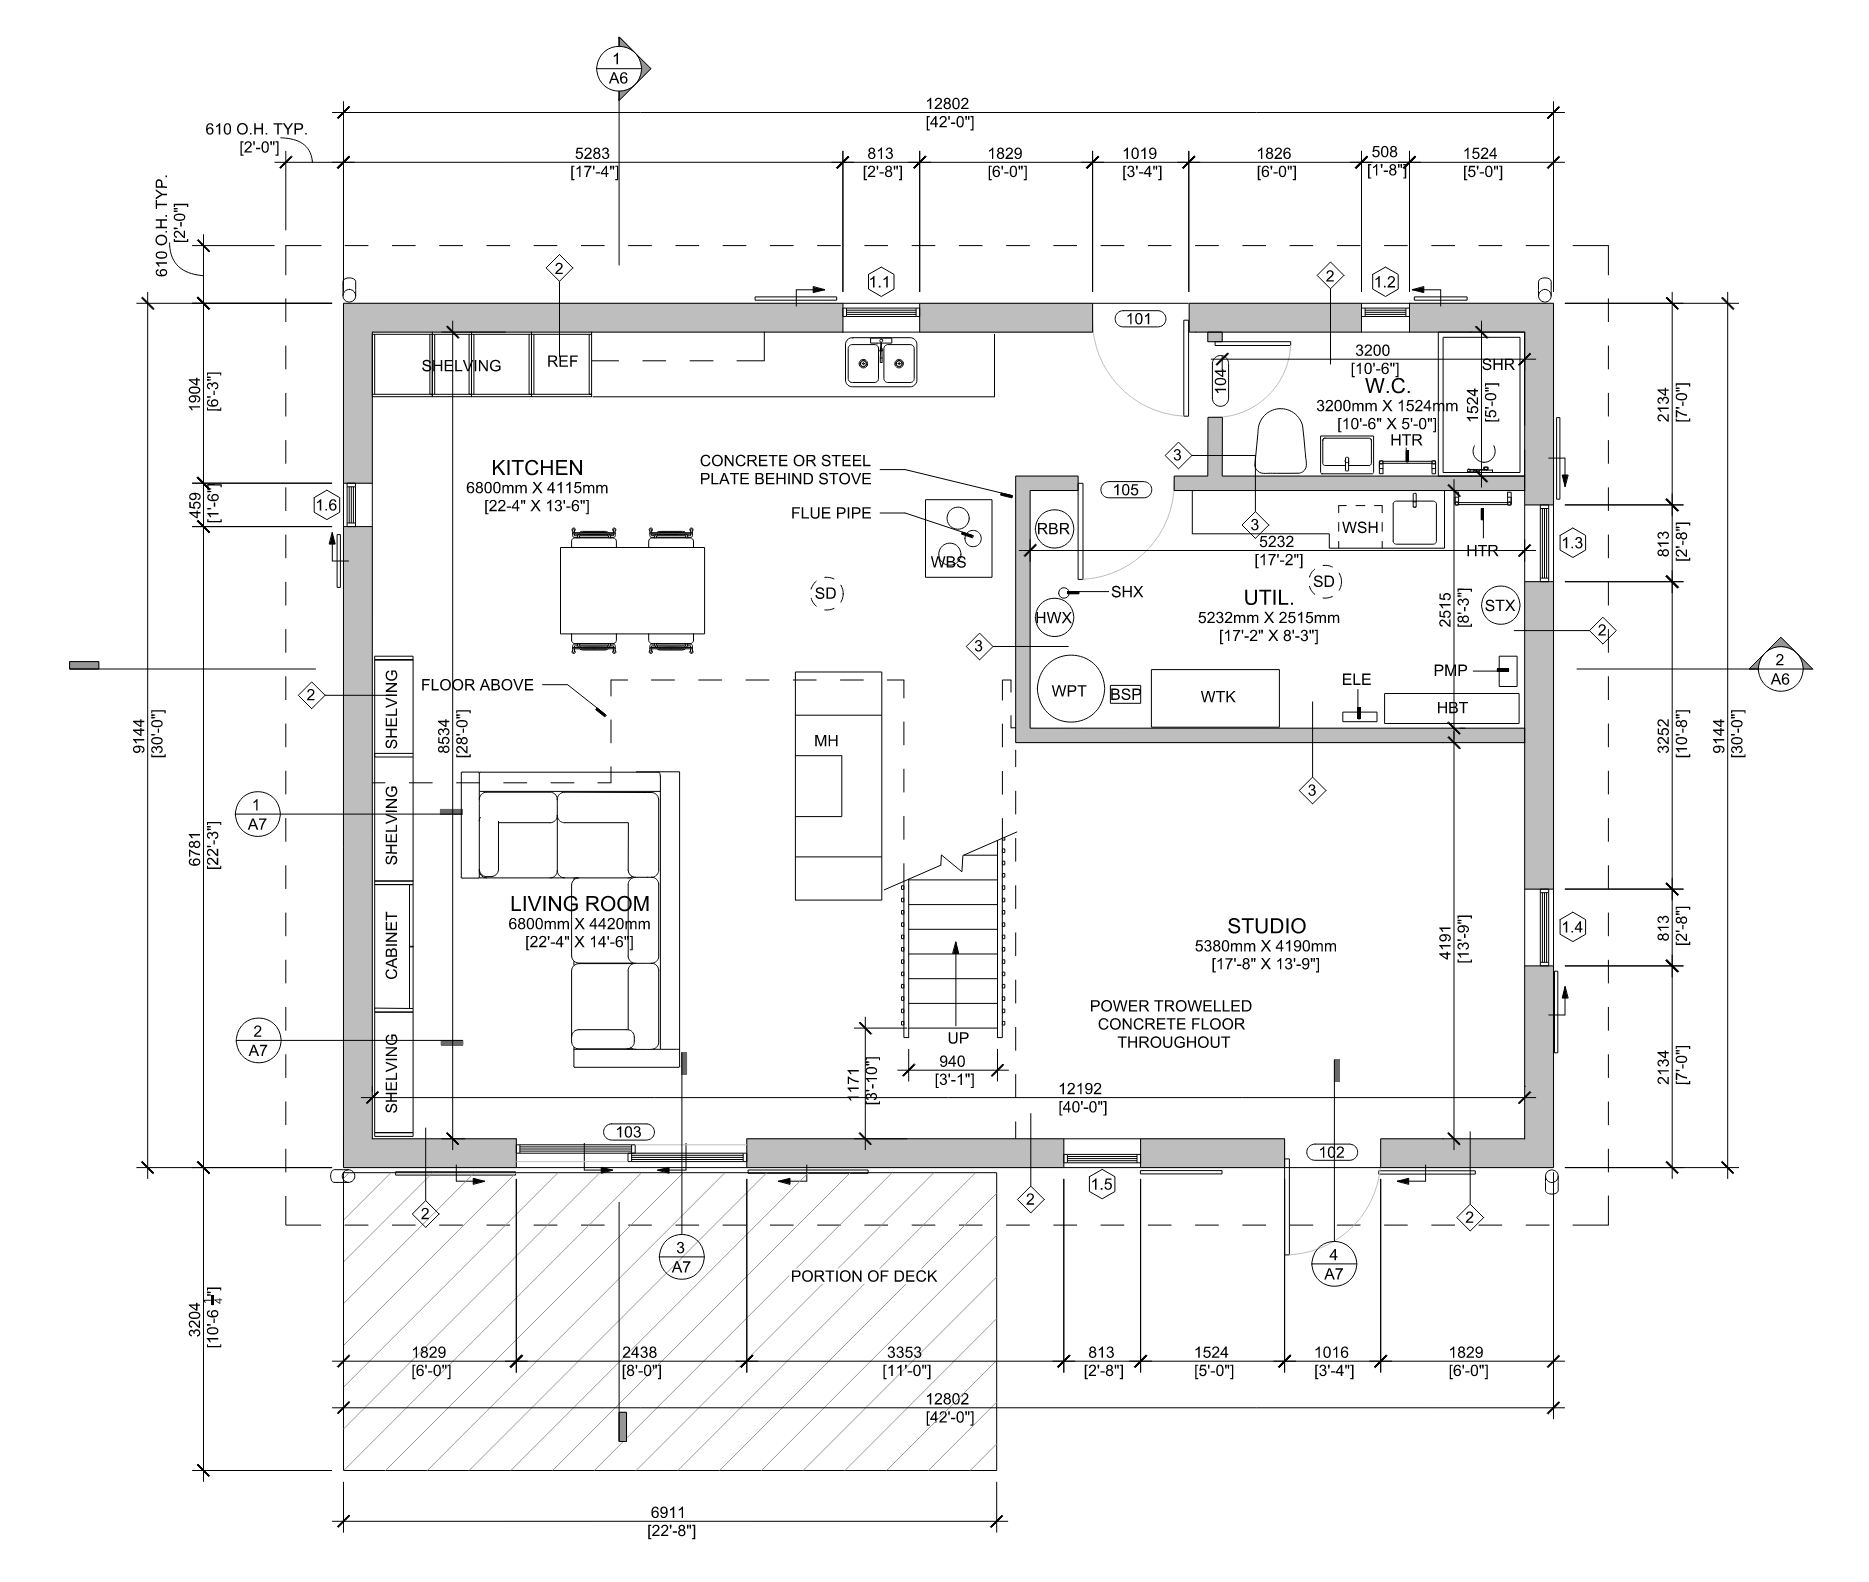 1
A6
12802
[42'-0"]
610 O.H. TYP.
[2'-0"]
5283
[17'-4"]
813
[2'-8"]
1829
[6'-0"]
1019
[3'-4"]
1826
[6'-0"]
508
[1'-8"]
1524
[5'-0"]
610 O.H. TYP.
[2'-0"]
2
1.1
2
1.2
101
SHELVING
REF
104
3200
[10'-6"]
SHR
W.C.
3200mm X 1524mm
[10'-6" X 5'-0"]
1524
[5'-0"]
HTR
1904
[6'-3"]
2134
[7'-0"]
KITCHEN
6800mm X 4115mm
[22'-4" X 13'-6"]
CONCRETE OR STEEL
PLATE BEHIND STOVE
FLUE PIPE
WBS
3
105
3
459
[1'-6"]
1.6
RBR
WSH
HTR
5232
[17'-2"]
1.3
813
[2'-8"]
SD
SD
SHX
HWX
UTIL.
5232mm X 2515mm
[17'-2" X 8'-3"]
2515
[8'-3"]
STX
2
3
2
A6
PMP
ELE
WPT
BSP
WTK
HBT
FLOOR ABOVE
2
SHELVING
9144
[30'-0"]
8534
[28'-0"]
MH
3252
[10'-8"]
9144
[30'-0"]
3
1
A7
SHELVING
6781
[22'-3"]
LIVING ROOM
6800mm X 4420mm
[22'-4" X 14'-6"]
CABINET
STUDIO
5380mm X 4190mm
[17'-8" X 13'-9"]
4191
[13'-9"]
1.4
813
[2'-8"]
POWER TROWELLED
CONCRETE FLOOR
THROUGHOUT
2
A7
SHELVING
UP
940
[3'-1"]
1171
[3'-10"]
12192
[40'-0"]
2134
[7'-0"]
103
102
1.5
2
2
2
3
A7
4
A7
PORTION OF DECK
3204
[10'-6 1/4"]
1829
[6'-0"]
2438
[8'-0"]
3353
[11'-0"]
813
[2'-8"]
1524
[5'-0"]
1016
[3'-4"]
1829
[6'-0"]
12802
[42'-0"]
6911
[22'-8"]